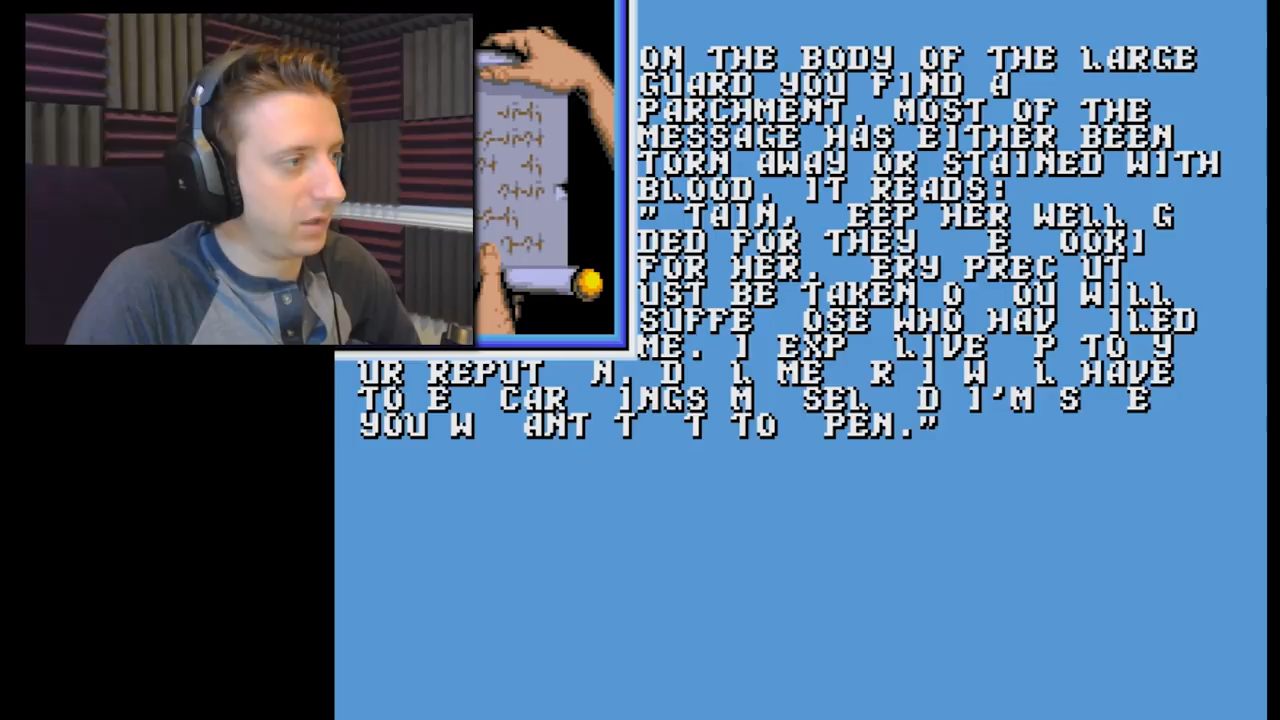 ON THE BODY OF THE LARGE
GUARD YOU FIND A
PARCHMENT. MOST OF THE
MESSAGE HAS EITHER BEEN
TORN AWAY OR STAINED WITH
BLOOD. IT READS:
" TAIN,  EEP HER WELL G
DED FOR THEY   E  OOKI
FOR HER.  ERY PREC UT
UST BE TAKEN O  OU WILL
SUFFE  OSE WHO HAV  ILED
ME. I EXP  LIVE  P TO Y
UR REPUT  N. D  L ME  R I W  L HAVE
TO E  CAR  INGS M  SEL  D I'M S  E
YOU W  ANT T  T TO  PEN."